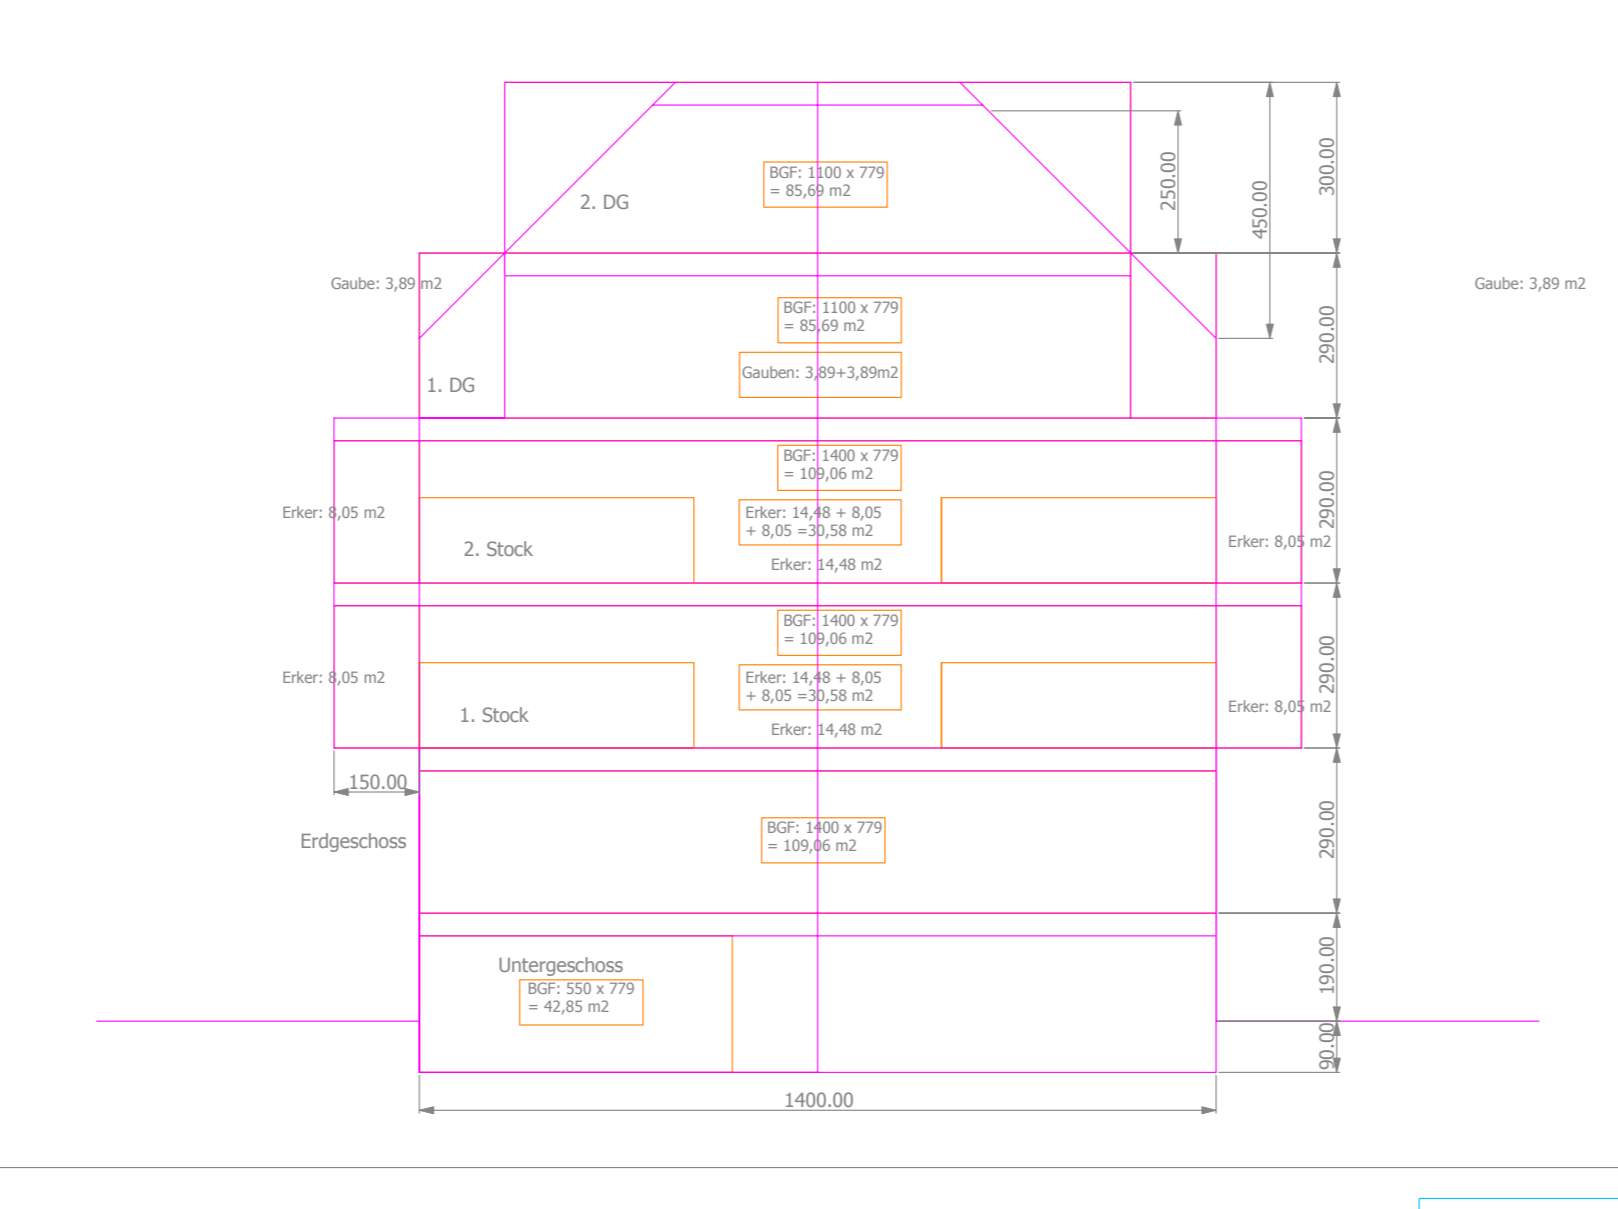 300.00
250.00
450.00
BGF: 1100 x 779
= 85,69 m2
2. DG
Gaube: 3,89 m2
Gaube: 3,89 m2
290.00
BGF: 1100 x 779
= 85,69 m2
Gauben: 3,89+3,89m2
1. DG
BGF: 1400 x 779
= 109,06 m2
290.00
Erker: 8,05 m2
Erker: 14,48 + 8,05
+ 8,05 =30,58 m2
Erker: 8,05 m2
2. Stock
Erker: 14,48 m2
BGF: 1400 x 779
= 109,06 m2
290.00
Erker: 8,05 m2
Erker: 14,48 + 8,05
+ 8,05 =30,58 m2
Erker: 8,05 m2
1. Stock
Erker: 14,48 m2
150.00
290.00
BGF: 1400 x 779
= 109,06 m2
Erdgeschoss
Untergeschoss
190.00
BGF: 550 x 779
= 42,85 m2
90.00
1400.00